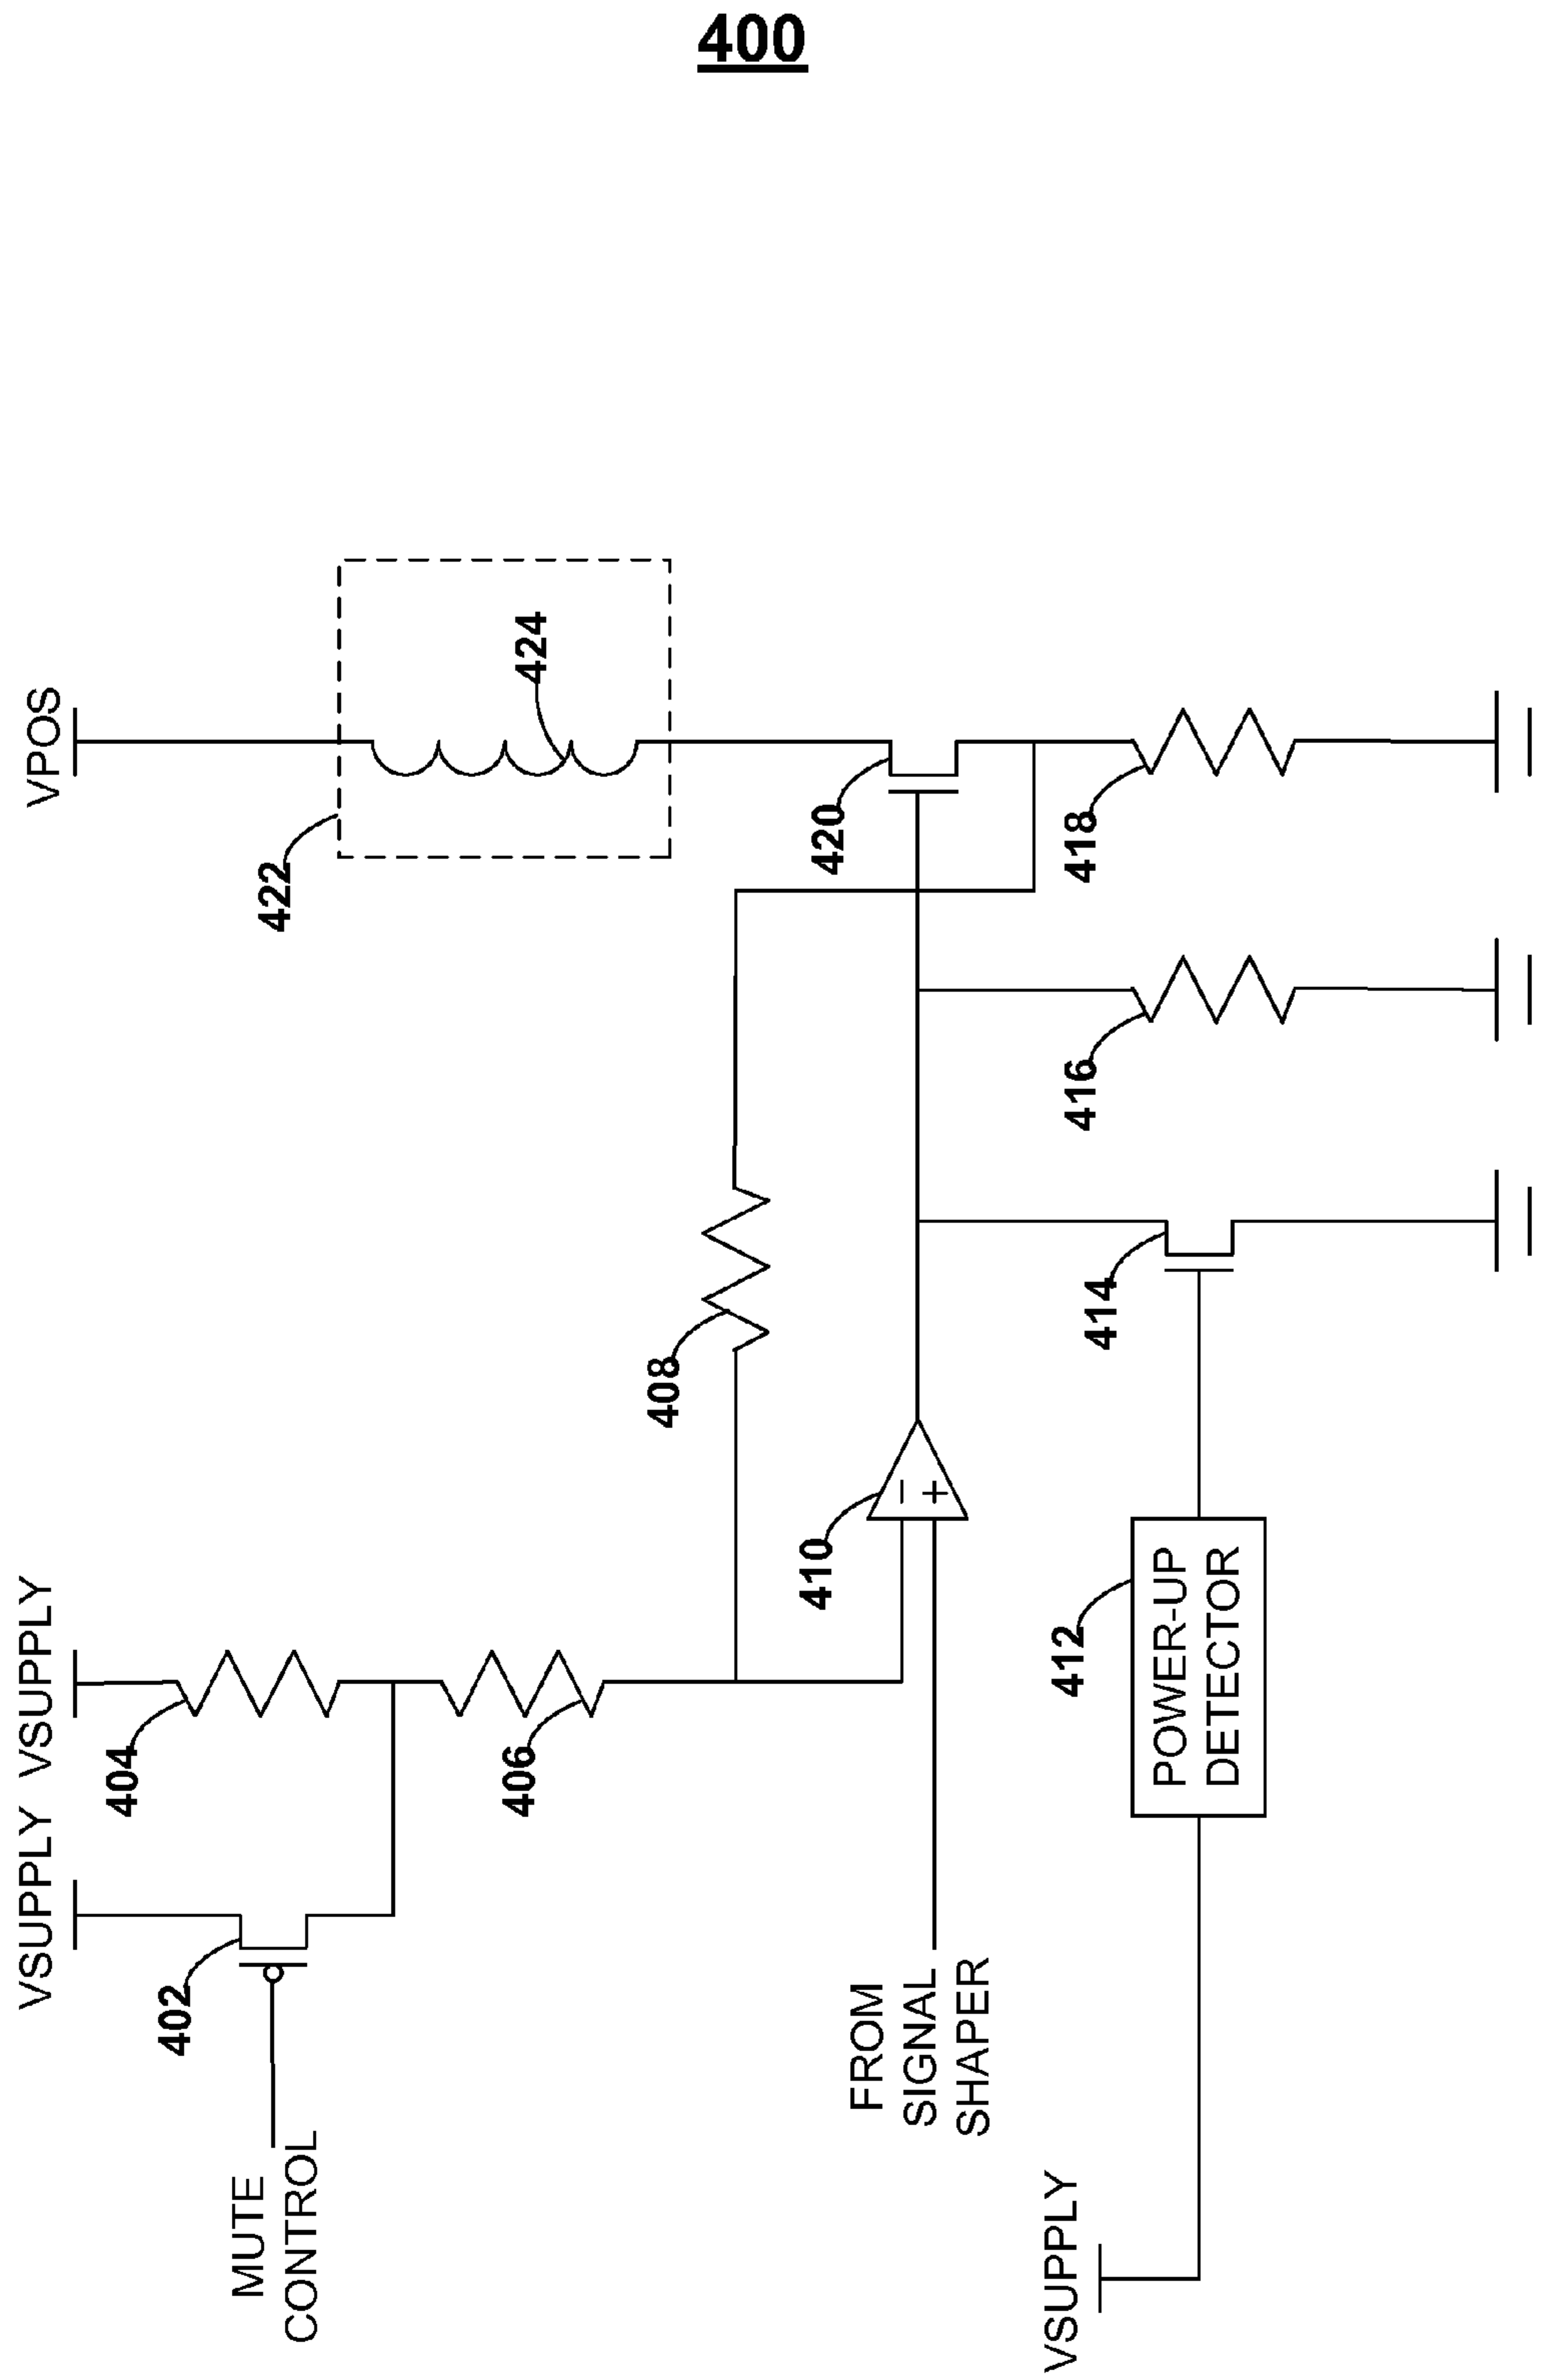 400
VPOS
422
424
420
418
416
414
408
410
VSUPPLY VSUPPLY
404
406
402
MUTE
CONTROL
FROM
SIGNAL
SHAPER
−
+
412
POWER-UP
DETECTOR
VSUPPLY